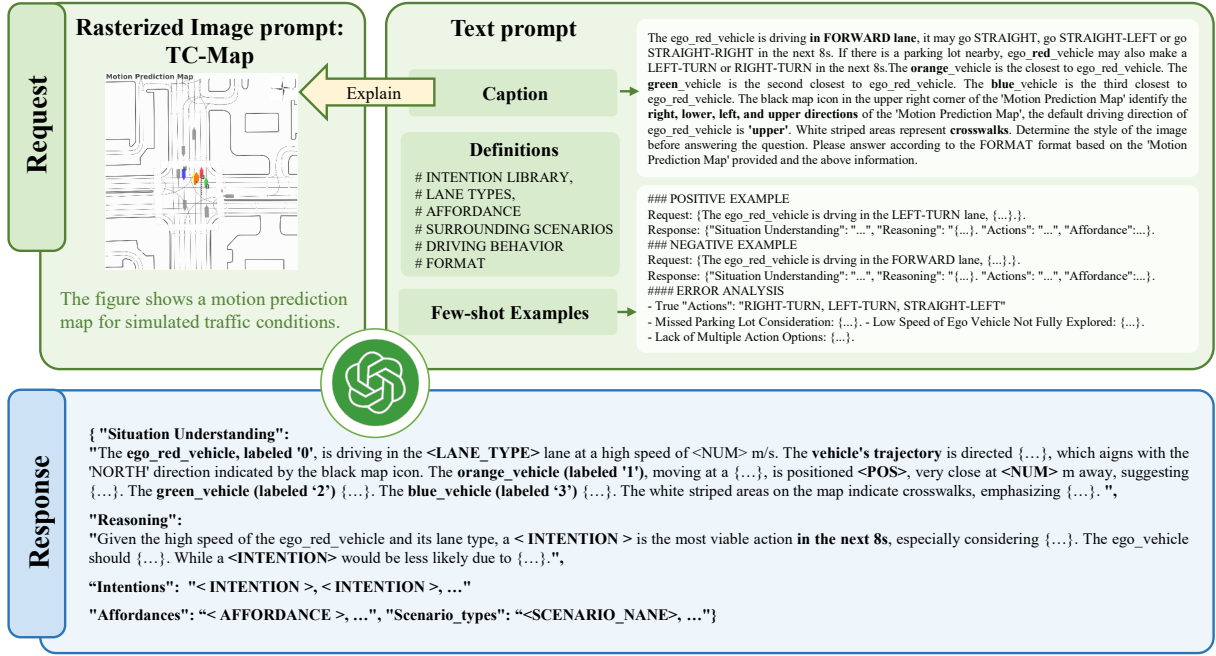 Request
Rasterized Image prompt:
TC-Map
Motion Prediction Map
The figure shows a motion prediction
map for simulated traffic conditions.
Explain
Text prompt
Caption
Definitions
# INTENTION LIBRARY,
# LANE TYPES,
# AFFORDANCE
# SURROUNDING SCENARIOS
# DRIVING BEHAVIOR
# FORMAT
Few-shot Examples
The ego_red_vehicle is driving in FORWARD lane, it may go STRAIGHT, go STRAIGHT-LEFT or go
STRAIGHT-RIGHT in the next 8s. If there is a parking lot nearby, ego_red_vehicle may also make a
LEFT-TURN or RIGHT-TURN in the next 8s.The orange_vehicle is the closest to ego_red_vehicle. The
green_vehicle is the second closest to ego_red_vehicle. The blue_vehicle is the third closest to
ego_red_vehicle. The black map icon in the upper right corner of the 'Motion Prediction Map' identify the
right, lower, left, and upper directions of the 'Motion Prediction Map', the default driving direction of
ego_red_vehicle is 'upper'. White striped areas represent crosswalks. Determine the style of the image
before answering the question. Please answer according to the FORMAT format based on the 'Motion
Prediction Map' provided and the above information.
### POSITIVE EXAMPLE
Request: {The ego_red_vehicle is drving in the LEFT-TURN lane, {...}.}.
Response: {"Situation Understanding": "...", "Reasoning": "{...}. "Actions": "...", "Affordance":...}.
### NEGATIVE EXAMPLE
Request: {The ego_red_vehicle is drving in the FORWARD lane, {...}.}.
Response: {"Situation Understanding": "...", "Reasoning": "{...}. "Actions": "...", "Affordance":...}.
#### ERROR ANALYSIS
- True "Actions": "RIGHT-TURN, LEFT-TURN, STRAIGHT-LEFT"
- Missed Parking Lot Consideration: {...}. - Low Speed of Ego Vehicle Not Fully Explored: {...}.
- Lack of Multiple Action Options: {...}.
Response
{ "Situation Understanding":
"The ego_red_vehicle, labeled '0', is driving in the <LANE_TYPE> lane at a high speed of <NUM> m/s. The vehicle's trajectory is directed {…}, which aigns with the
'NORTH' direction indicated by the black map icon. The orange_vehicle (labeled '1'), moving at a {…}, is positioned <POS>, very close at <NUM> m away, suggesting
{…}. The green_vehicle (labeled ‘2’) {…}. The blue_vehicle (labeled ‘3’) {…}. The white striped areas on the map indicate crosswalks, emphasizing {…}. ",
"Reasoning":
"Given the high speed of the ego_red_vehicle and its lane type, a < INTENTION > is the most viable action in the next 8s, especially considering {…}. The ego_vehicle
should {…}. While a <INTENTION> would be less likely due to {…}.",
“Intentions": "< INTENTION >, < INTENTION >, …"
"Affordances": “< AFFORDANCE >, …", "Scenario_types": “<SCENARIO_NANE>, …"}